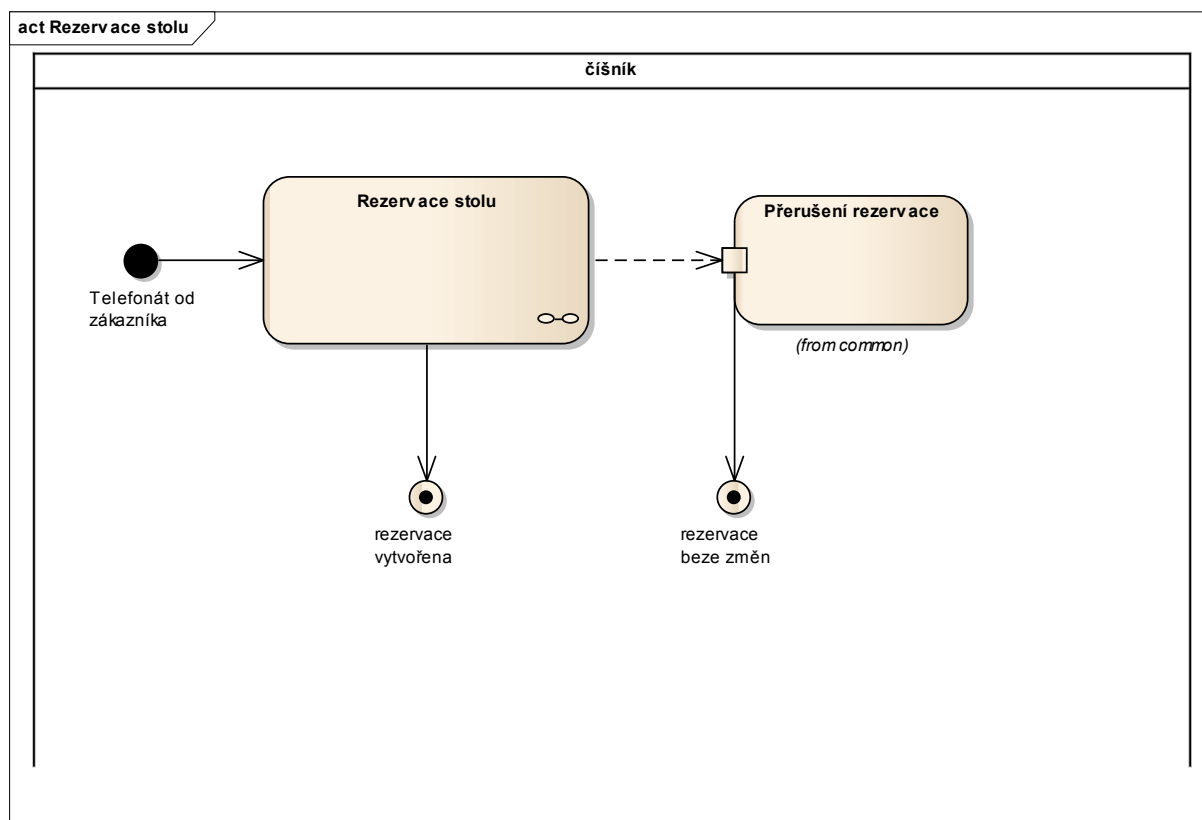 act Rezervace stolu
číšník
Rezervace stolu
Přerušení rezervace
Telefonát od
zákazníka
(from common)
rezervace
vytvořena
rezervace
beze změn